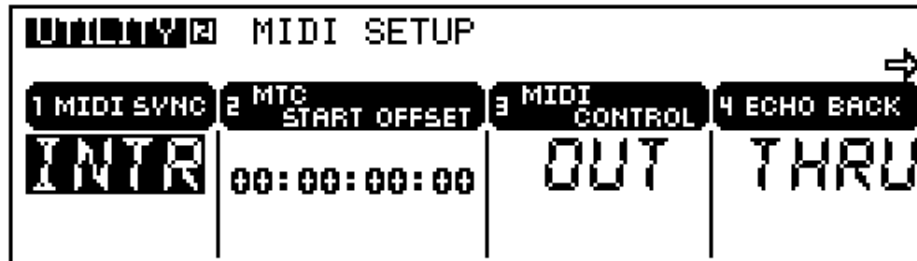 UTILITY 2 MIDI SETUP
1 MIDI SYNC 2 MTC START OFFSET 3 MIDI CONTROL 4 ECHO BACK
INTR 00:00:00:00 OUT THRU